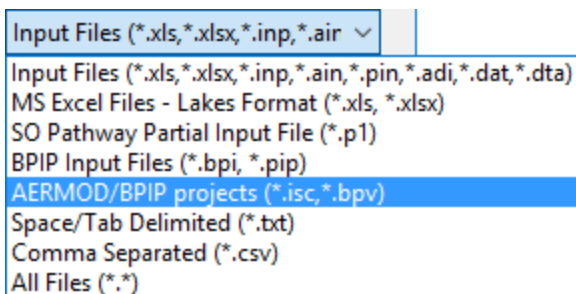 Input Files (*.xls,*.xlsx,*.inp,*.air
Input Files (*.xls,*.xlsx,*.inp,*.ain,*.pin,*.adi,*.dat,*.dta)
MS Excel Files - Lakes Format (*.xls, *.xlsx)
SO Pathway Partial Input File (*.p1)
BPIP Input Files (*.bpi, *.pip)
AERMOD/BPIP projects (*.isc,*.bpv)
Space/Tab Delimited (*.txt)
Comma Separated (*.csv)
All Files (*.*)